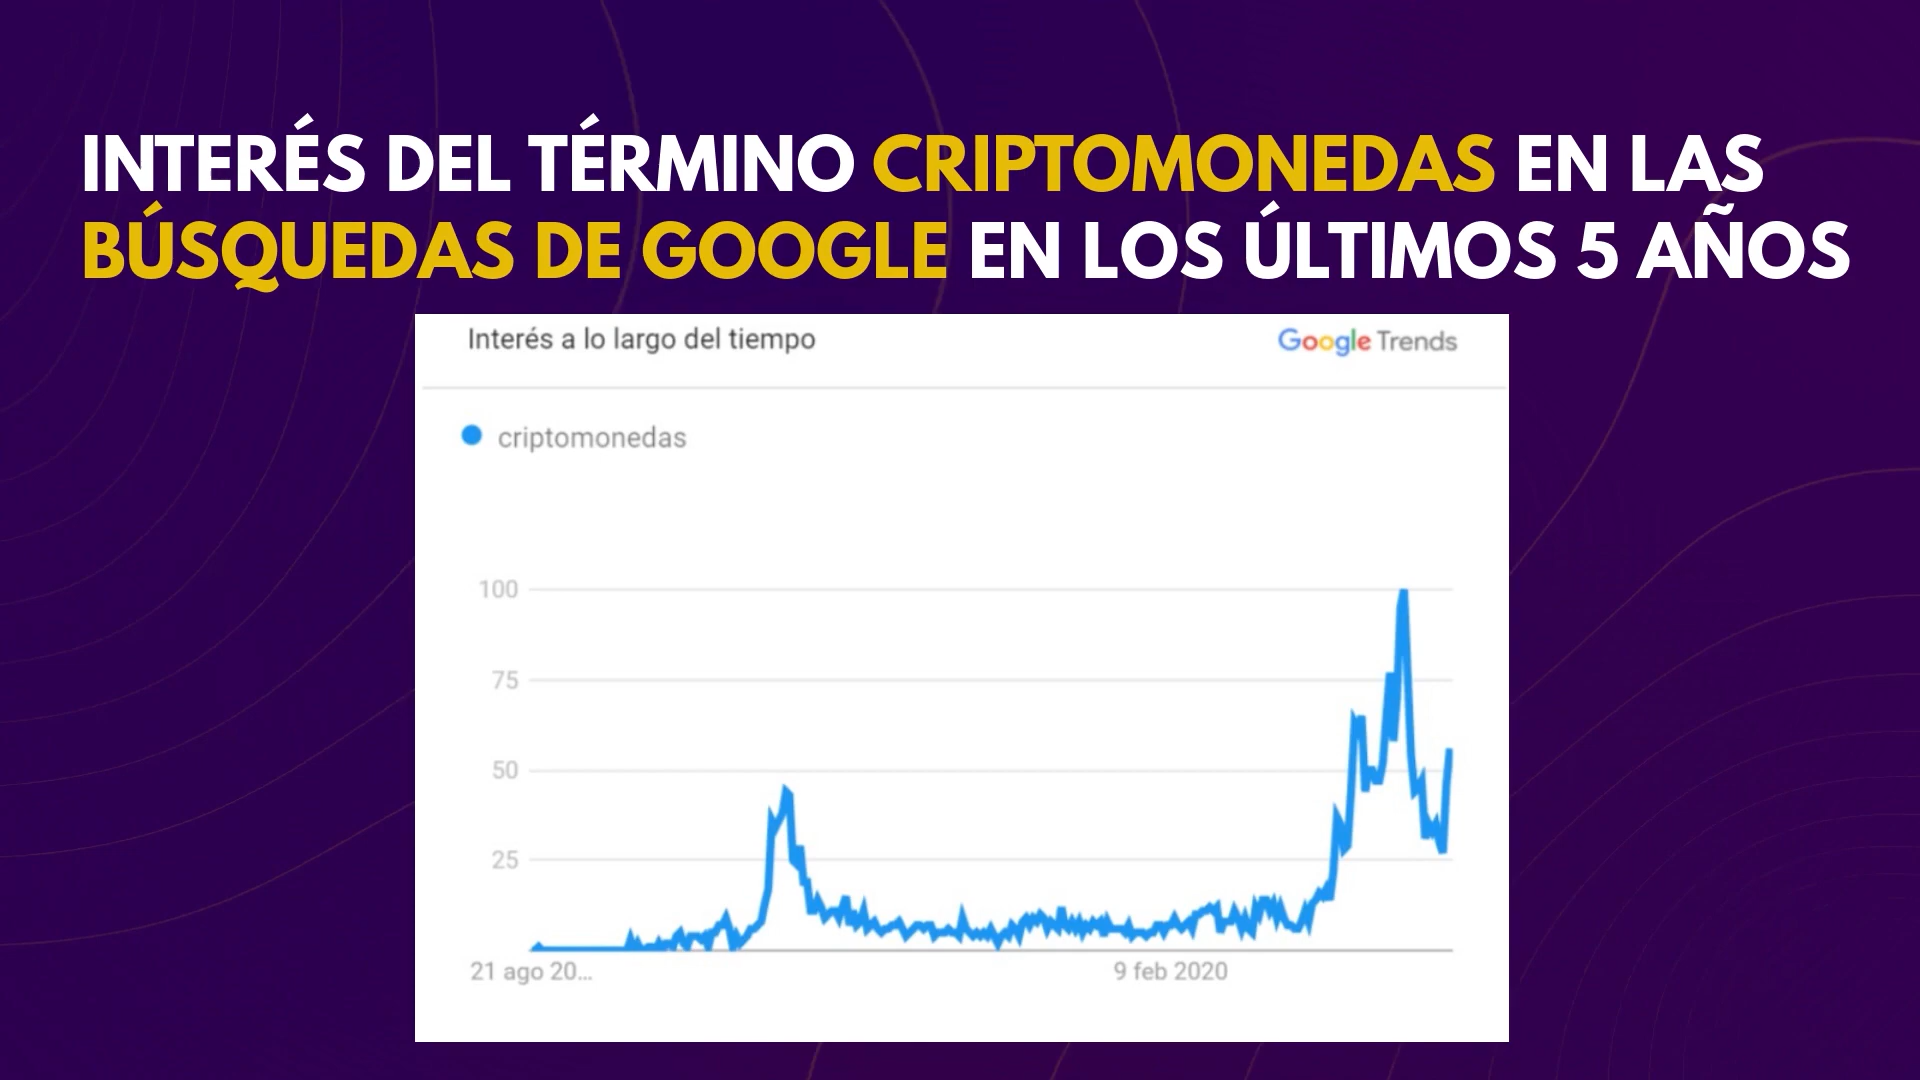 INTERÉS DEL TÉRMINO CRIPTOMONEDAS EN LAS
BÚSQUEDAS DE GOOGLE EN LOS ÚLTIMOS 5 AÑOS
Interés a lo largo del tiempo
Google Trends
criptomonedas
100
75
50
25
21 ago 20...
9 feb 2020